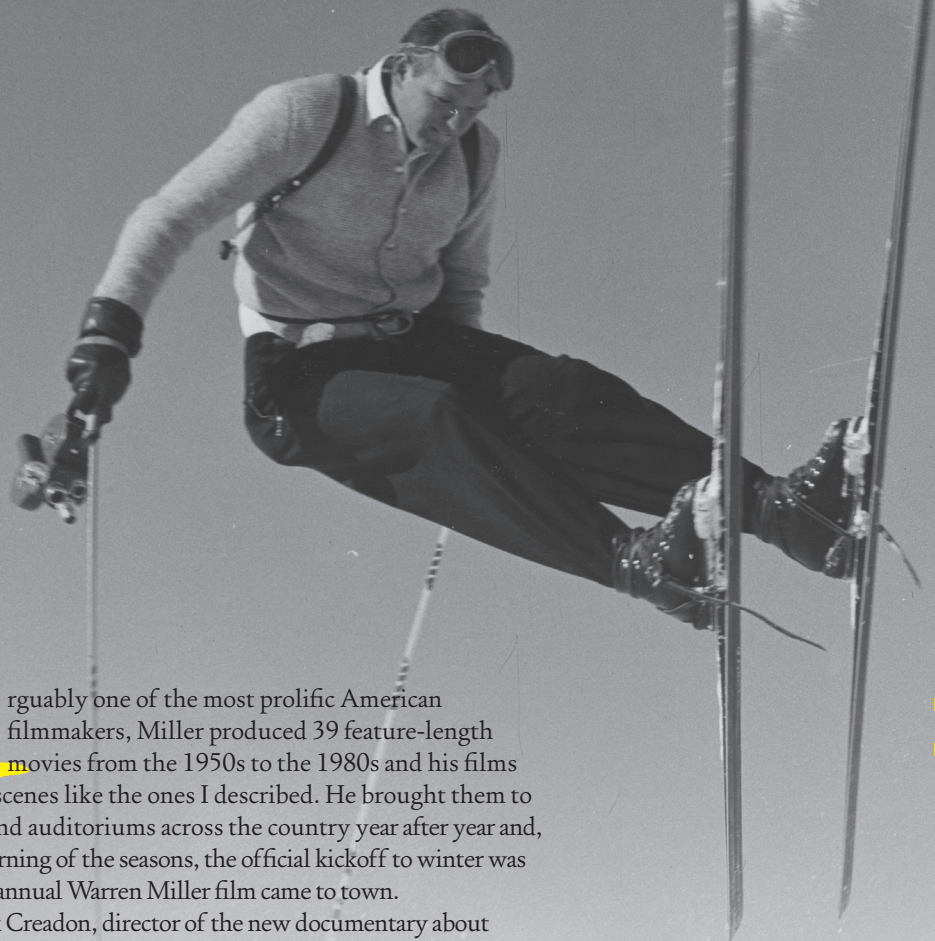 rguably one of the most prolific American
filmmakers, Miller produced 39 feature-length
movies from the 1950s to the 1980s and his films
scenes like the ones I described. He brought them to
nd auditoriums across the country year after year and,
rning of the seasons, the official kickoff to winter was
annual Warren Miller film came to town.
Creadon, director of the new documentary about